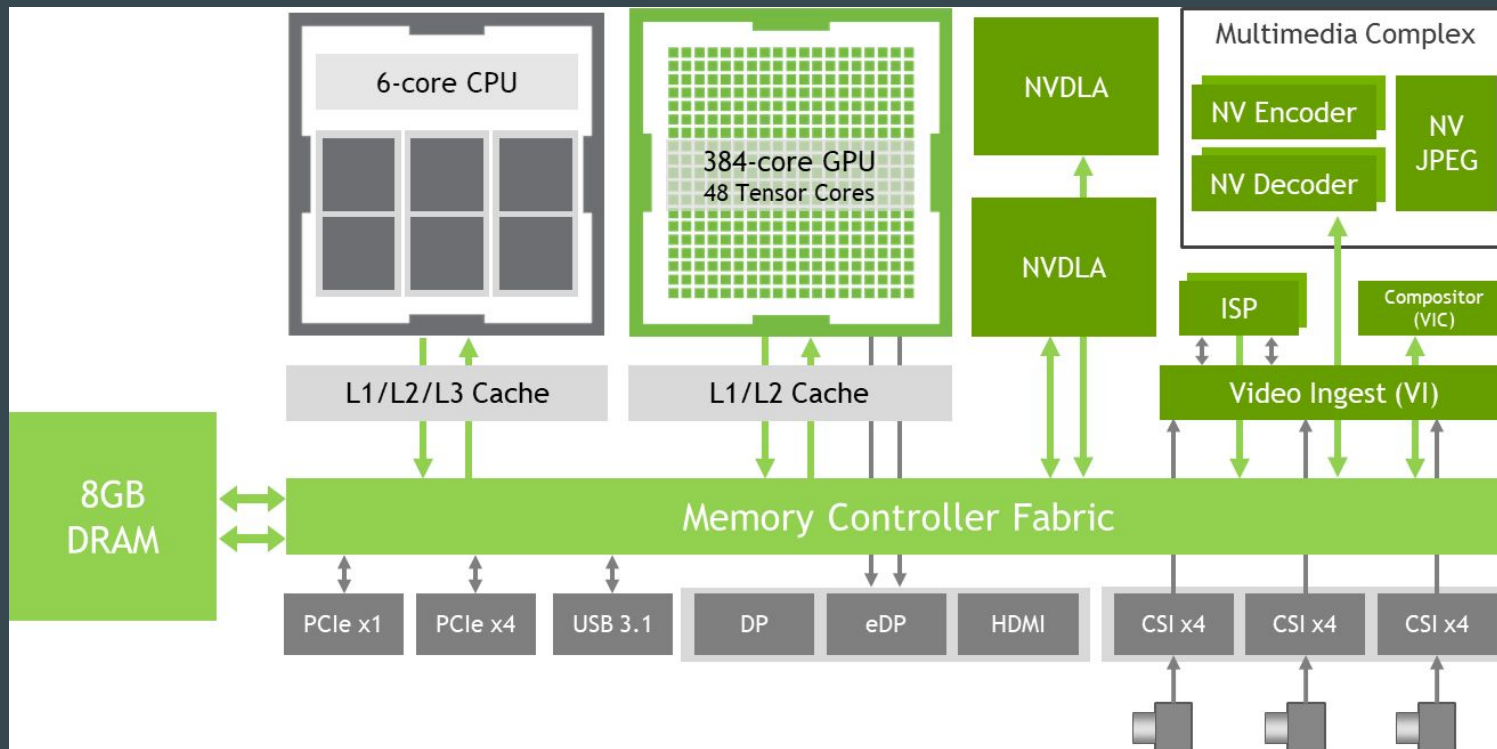 6-core CPU
384-core GPU
48 Tensor Cores
NVDLA
NVDLA
Multimedia Complex
NV Encoder
NV Decoder
NV
JPEG
ISP
Compositor
(VIC)
L1/L2/L3 Cache
L1/L2 Cache
Video Ingest (VI)
8GB
DRAM
Memory Controller Fabric
PCIe x1
PCIe x4
USB 3.1
DP
eDP
HDMI
CSI x4
CSI x4
CSI x4